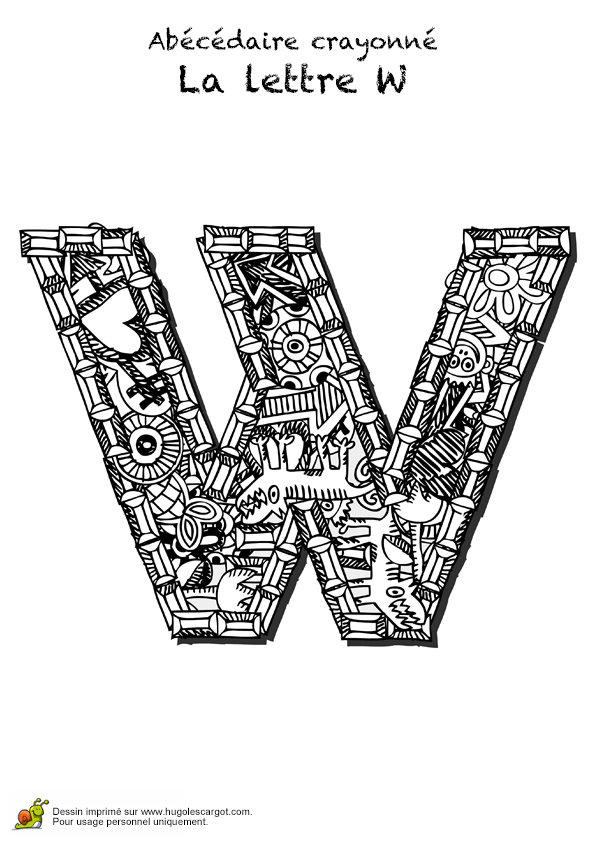 Abécédaire crayonné
La lettre W
W
Dessin imprimé sur www.hugolescargot.com.
Pour usage personnel uniquement.